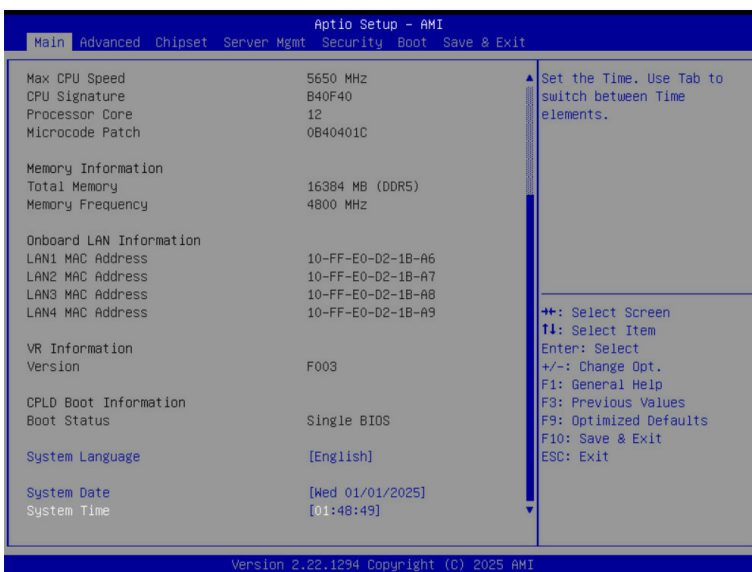 Aptio Setup - AMI
Main Advanced Chipset Server Mgmt Security Boot Save & Exit
Max CPU Speed 5650 MHz
CPU Signature B40F40
Processor Core 12
Microcode Patch 0B40401C
Memory Information
Total Memory 16384 MB (DDR5)
Memory Frequency 4800 MHz
Onboard LAN Information
LAN1 MAC Address 10-FF-E0-D2-1B-A6
LAN2 MAC Address 10-FF-E0-D2-1B-A7
LAN3 MAC Address 10-FF-E0-D2-1B-A8
LAN4 MAC Address 10-FF-E0-D2-1B-A9
VR Information
Version F003
CPLD Boot Information
Boot Status Single BIOS
System Language [English]
System Date [Wed 01/01/2025]
System Time [01:48:49]
Set the Time. Use Tab to
switch between Time
elements.
→←: Select Screen
↑↓: Select Item
Enter: Select
+/-: Change Opt.
F1: General Help
F3: Previous Values
F9: Optimized Defaults
F10: Save & Exit
ESC: Exit
Version 2.22.1294 Copyright (C) 2025 AMI